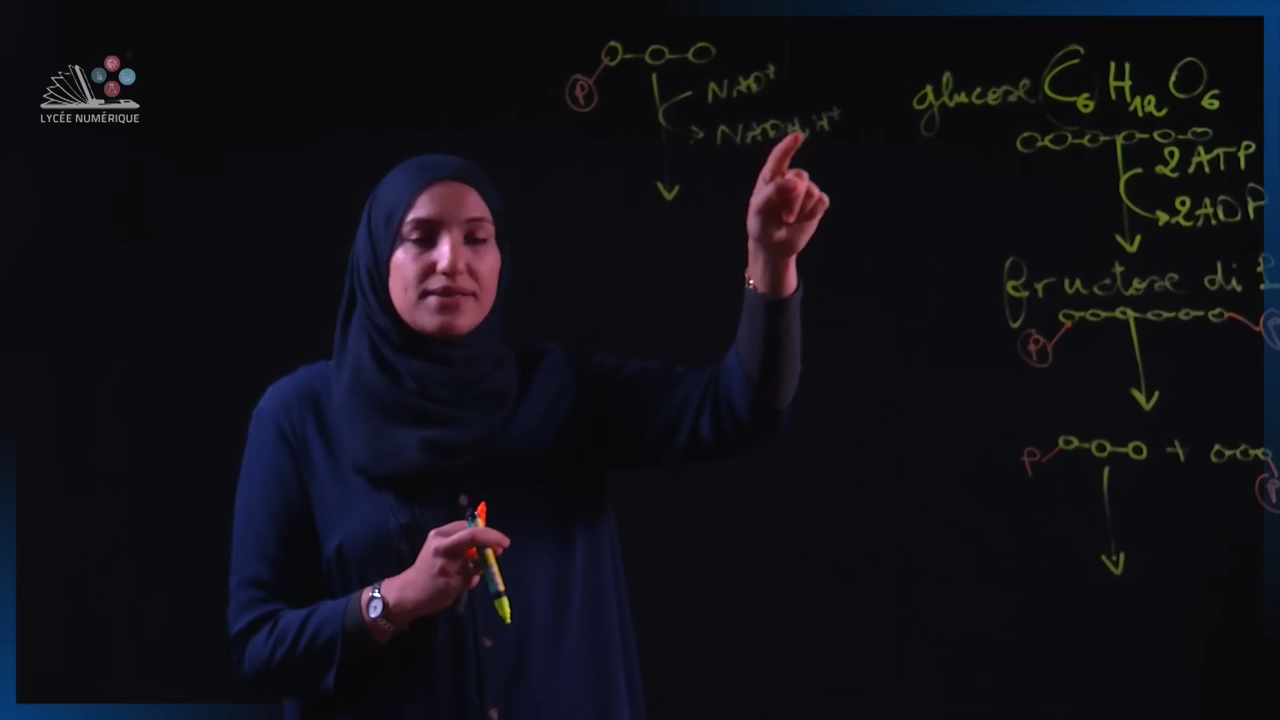 LYCÉE NUMÉRIQUE
P
NAD⁺
NADH,H⁺
glucose C₆H₁₂O₆
2ATP
2ADP
fructose di P
P
P
P
+
P